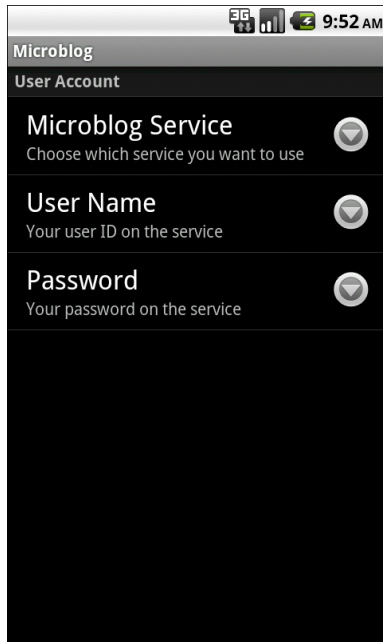 3G 9:52 AM
Microblog
User Account
Microblog Service
Choose which service you want to use
User Name
Your user ID on the service
Password
Your password on the service